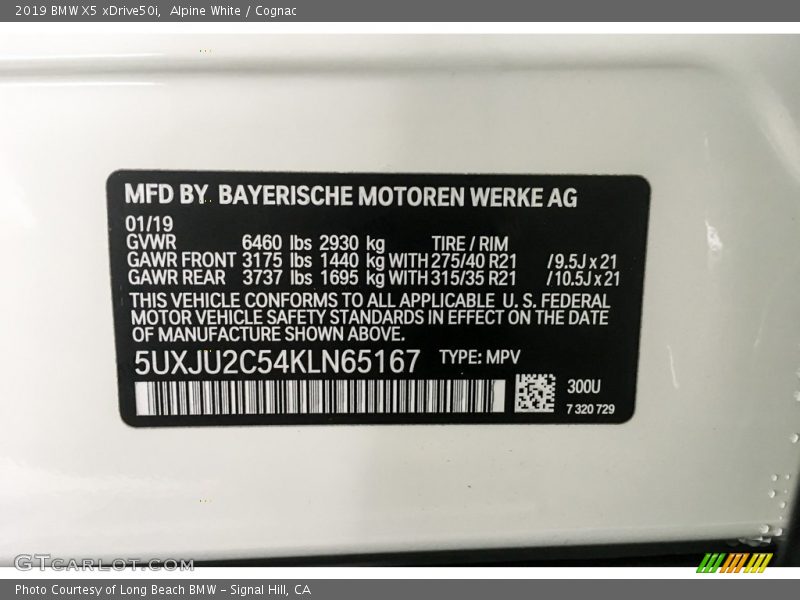 2019 BMW X5 xDrive50i, Alpine White / Cognac
MFD BY BAYERISCHE MOTOREN WERKE AG
01/19
GVWR 6460 lbs 2930 kg TIRE / RIM
GAWR FRONT 3175 lbs 1440 kg WITH 275/40 R21 /9.5J x 21
GAWR REAR 3737 lbs 1695 kg WITH 315/35 R21 /10.5J x 21
THIS VEHICLE CONFORMS TO ALL APPLICABLE U. S. FEDERAL
MOTOR VEHICLE SAFETY STANDARDS IN EFFECT ON THE DATE
OF MANUFACTURE SHOWN ABOVE.
5UXJU2C54KLN65167 TYPE: MPV
300U
7 320 729
GTCARLOT.COM
Photo Courtesy of Long Beach BMW - Signal Hill, CA